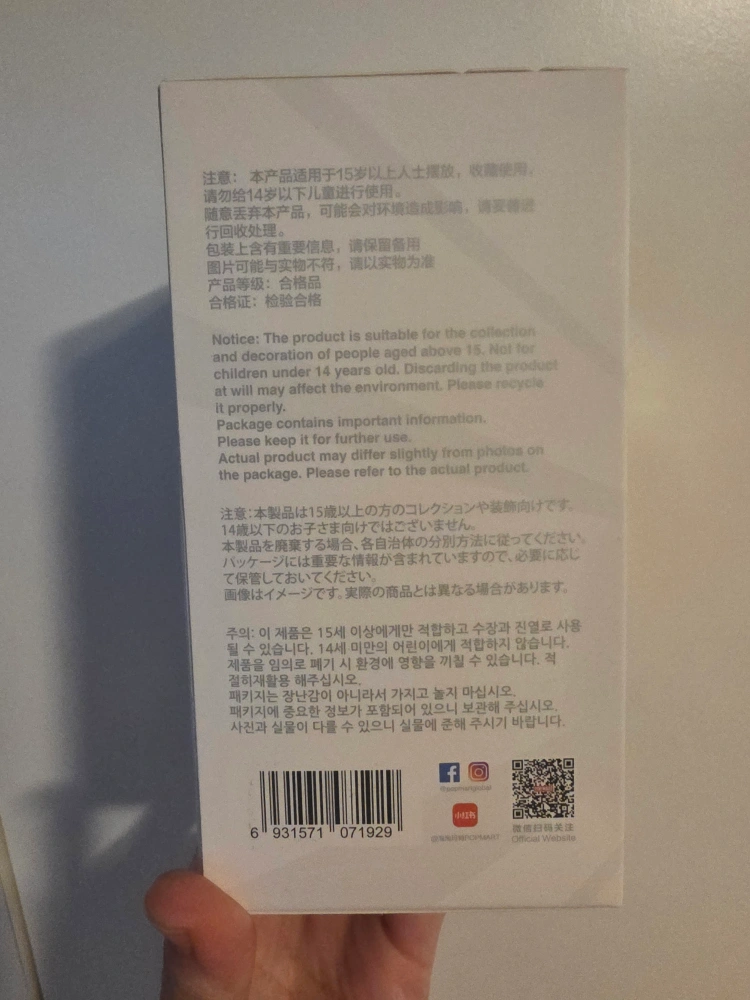 注意： 本产品适用于15岁以上人士摆放，收藏使用，
请勿给14岁以下儿童进行使用。
随意丢弃本产品，可能会对环境造成影响，请妥善进
行回收处理。
包装上含有重要信息，请保留备用
图片可能与实物不符，请以实物为准
产品等级：合格品
合格证：检验合格
Notice: The product is suitable for the collection
and decoration of people aged above 15. Not for
children under 14 years old. Discarding the product
at will may affect the environment. Please recycle
it properly.
Package contains important information.
Please keep it for further use.
Actual product may differ slightly from photos on
the package. Please refer to the actual product.
注意:本製品は15歳以上の方のコレクションや装飾向けです。
14歳以下のお子さま向けではございません。
本製品を廃棄する場合、各自治体の分別方法に従ってください。
パッケージには重要な情報が含まれていますので、必要に応じ
て保管しておいてください。
画像はイメージです。実際の商品とは異なる場合があります。
주의: 이 제품은 15세 이상에게만 적합하고 수장과 진열로 사용
될 수 있습니다. 14세 미만의 어린이에게 적합하지 않습니다.
제품을 임의로 폐기 시 환경에 영향을 끼칠 수 있습니다. 적
절히재활용 해주십시오.
패키지는 장난감이 아니라서 가지고 놀지 마십시오.
패키지에 중요한 정보가 포함되어 있으니 보관해 주십시오.
사진과 실물이 다를 수 있으니 실물에 준해 주시기 바랍니다.
6 931571 071929
小红书
微信扫码关注
Official Website